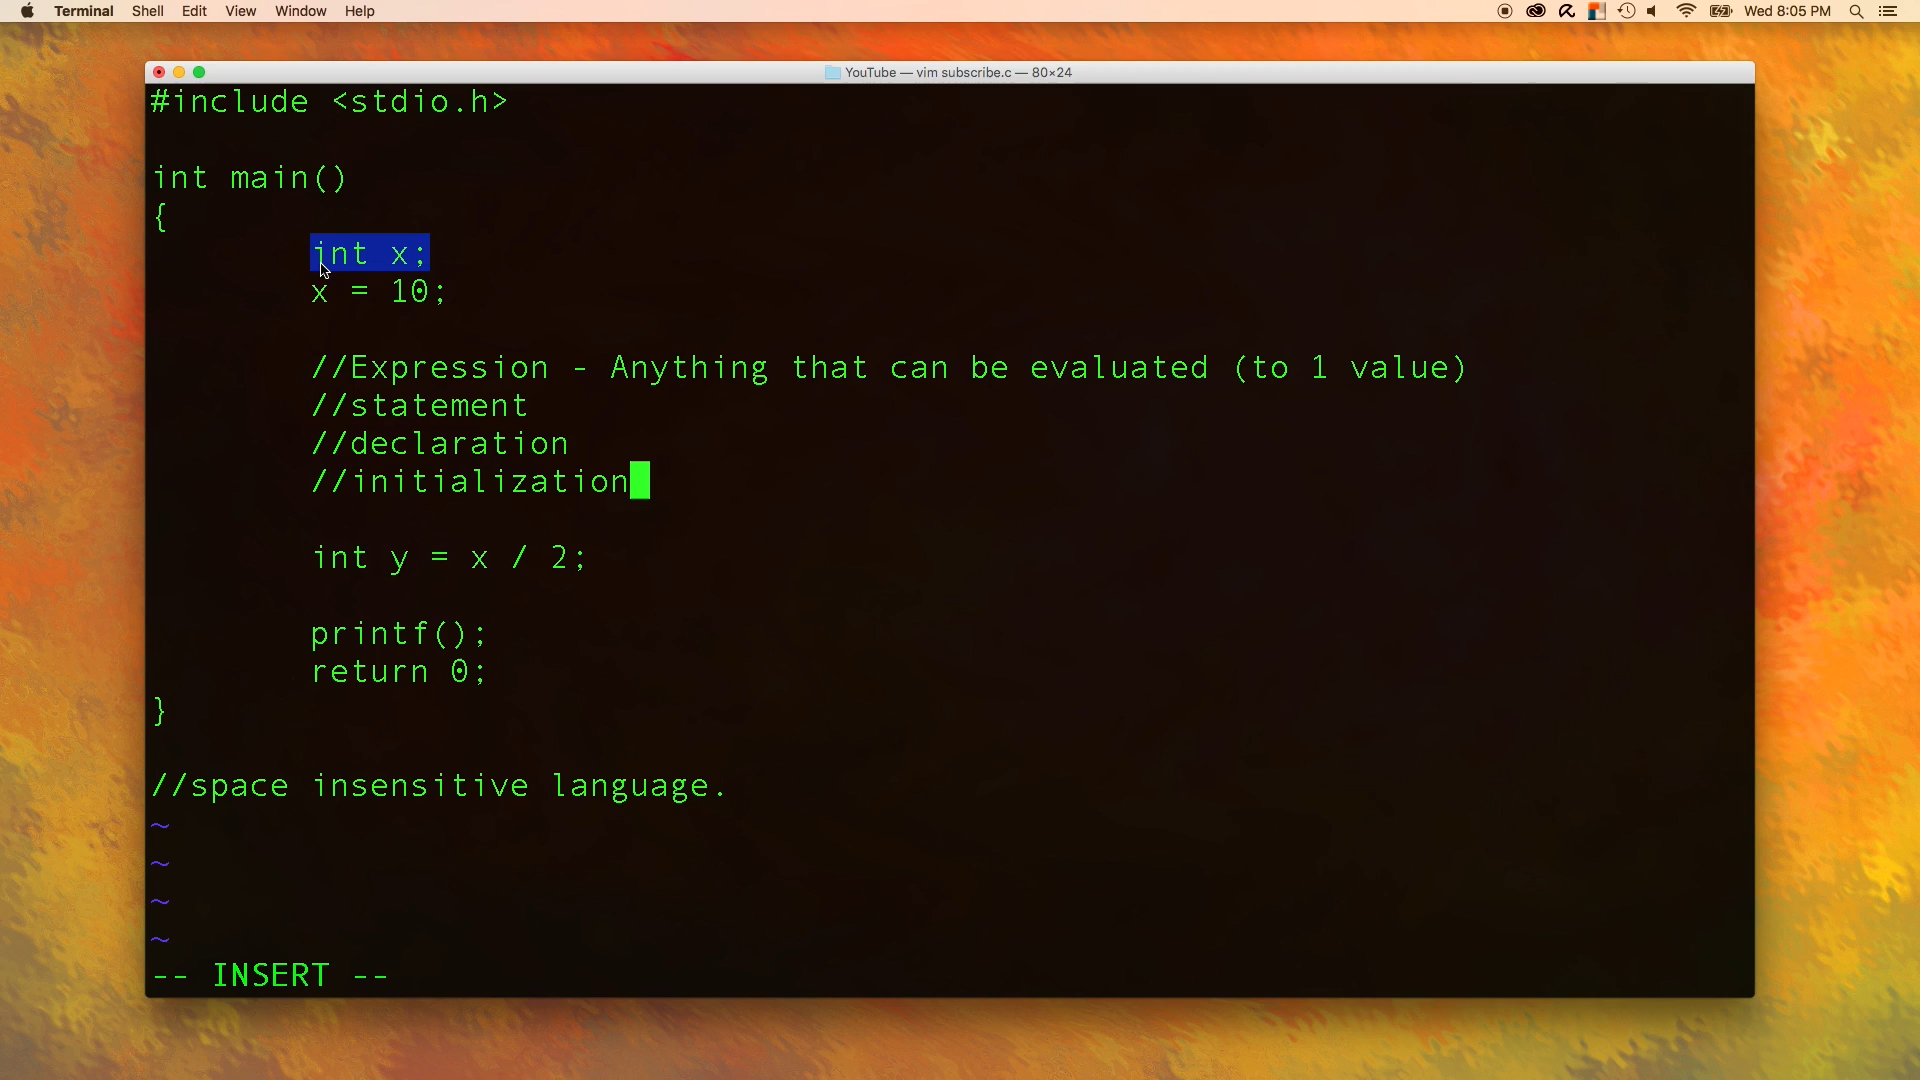 Terminal Shell Edit View Window Help Wed 8:05 PM
YouTube — vim subscribe.c — 80×24
#include <stdio.h>
int main()
{
int x;
x = 10;
//Expression - Anything that can be evaluated (to 1 value)
//statement
//declaration
//initialization
int y = x / 2;
printf();
return 0;
}
//space insensitive language.
~
~
~
~
-- INSERT --